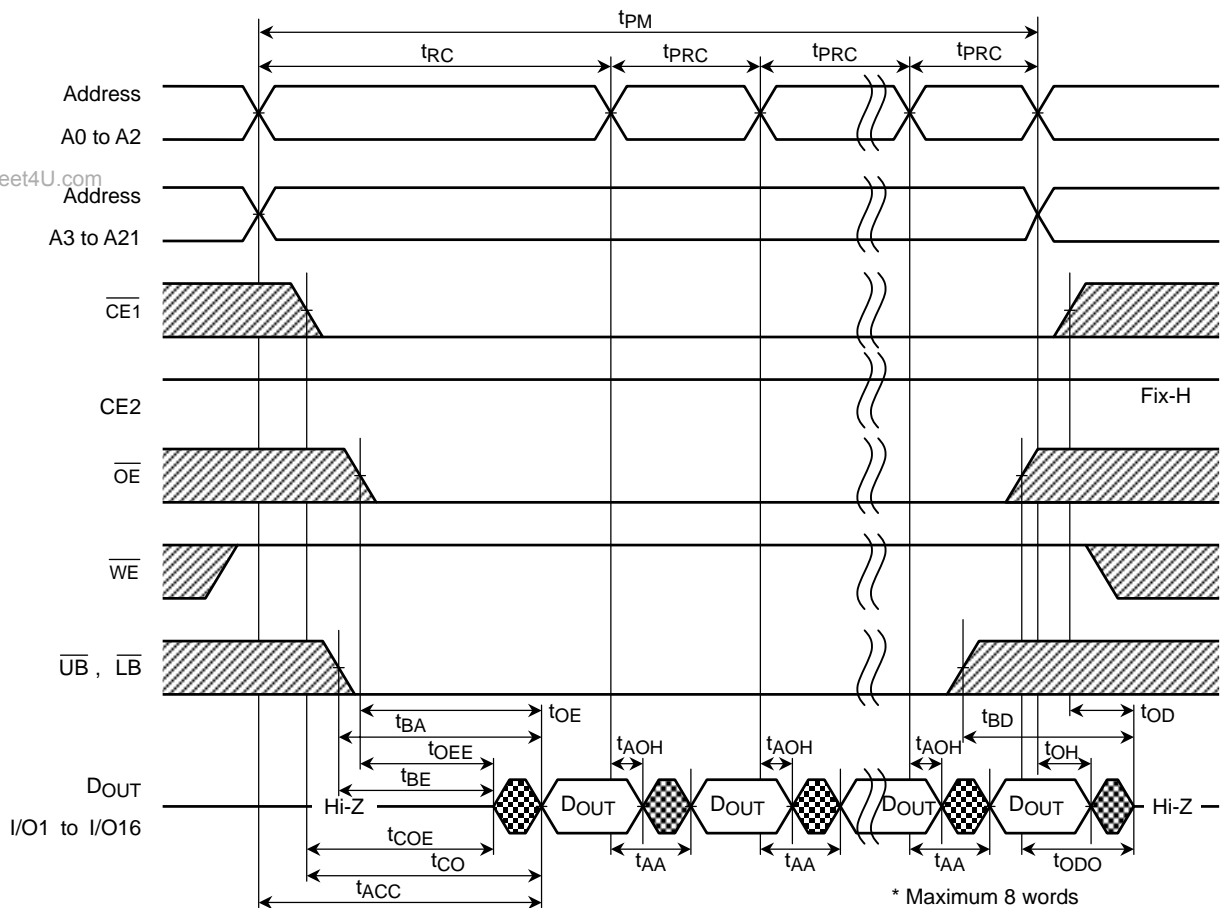 tPM
tRC
tPRC
tPRC
tPRC
Address
A0 to A2
eet4U.com
Address
A3 to A21
CE1
CE2
Fix-H
OE
WE
UB , LB
tOE
tBA
tOD
tBD
tOEE
tAOH
tAOH
tAOH
tOH
tBE
DOUT
I/O1 to I/O16
Hi-Z
DOUT
DOUT
DOUT
DOUT
Hi-Z
tCOE
tAA
tAA
tAA
tODO
tCO
tACC
* Maximum 8 words